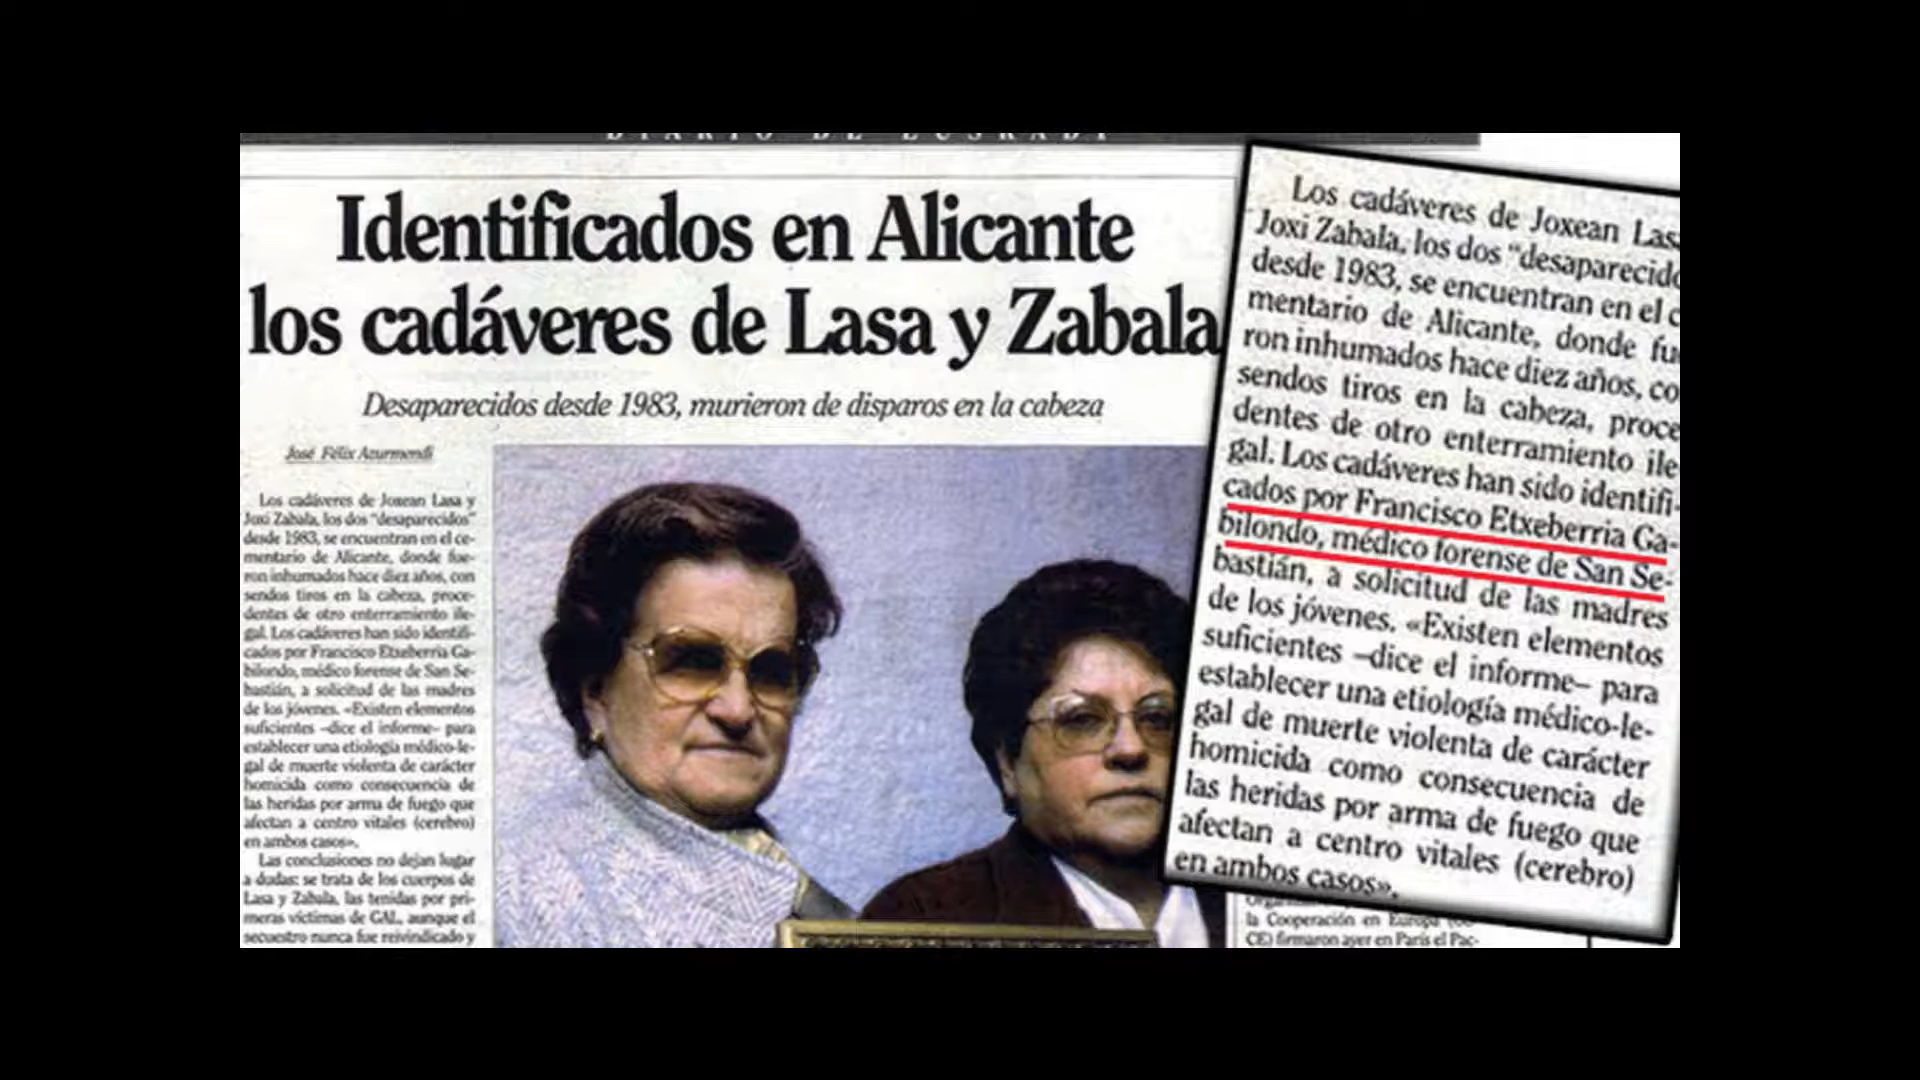 DIARIO DE EUSKADI
Identificados en Alicante
los cadáveres de Lasa y Zabala
Desaparecidos desde 1983, murieron de disparos en la cabeza
José Félix Azurmendi
Los cadáveres de Joxean Lasa y
Joxi Zabala, los dos "desaparecidos"
desde 1983, se encuentran en el ce-
mentario de Alicante, donde fue-
ron inhumados hace diez años, con
sendos tiros en la cabeza, proce-
dentes de otro enterramiento ile-
gal. Los cadáveres han sido identifi-
cados por Francisco Etxeberria Ga-
bilondo, médico forense de San Se-
bastián, a solicitud de las madres
de los jóvenes. «Existen elementos
suficientes –dice el informe– para
establecer una etiología médico-le-
gal de muerte violenta de carácter
homicida como consecuencia de
las heridas por arma de fuego que
afectan a centro vitales (cerebro)
en ambos casos».
Las conclusiones no dejan lugar
a dudas: se trata de los cuerpos de
Lasa y Zabala, las tenidas por pri-
meras víctimas de GAL, aunque el
secuestro nunca fue reivindicado y
Los cadáveres de Joxean Las
Joxi Zabala, los dos "desaparecido
desde 1983, se encuentran en el c
mentario de Alicante, donde fu
ron inhumados hace diez años, co
sendos tiros en la cabeza, proce
dentes de otro enterramiento ile
gal. Los cadáveres han sido identifi-
cados por Francisco Etxeberria Ga-
bilondo, médico forense de San Se-
bastián, a solicitud de las madres
de los jóvenes. «Existen elementos
suficientes –dice el informe– para
establecer una etiología médico-le-
gal de muerte violenta de carácter
homicida como consecuencia de
las heridas por arma de fuego que
afectan a centro vitales (cerebro)
en ambos casos».
la Cooperación en Europa
CE) firmaron ayer en París el Pac-